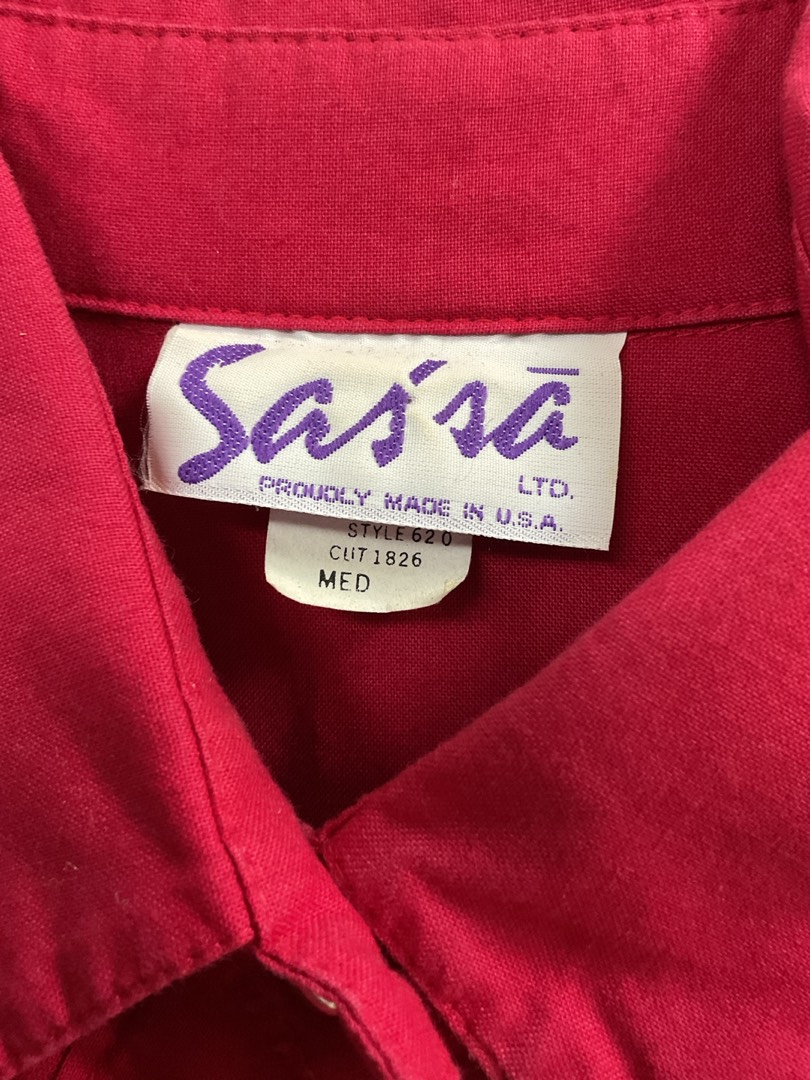 Sas'sā
LTD.
PROUDLY MADE IN U.S.A.
STYLE 620
CUT 1826
MED